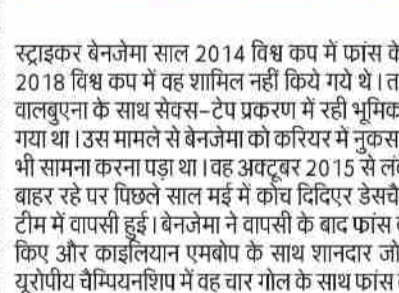 स्ट्राइकर बेनजेमा साल 2014 विश्व कप में फ्रांस के
2018 विश्व कप में वह शामिल नहीं किये गये थे। त
वालबुएना के साथ सेक्स-टेप प्रकरण में रही भूमिक
गया था।उस मामले से बेनजेमा को करियर में नुकस
भी सामना करना पड़ा था।वह अक्टूबर 2015 से लं
बाहर रहे पर पिछले साल मई में कोच दिदिएर डेसचै
टीम में वापसी हुई। बेनजेमा ने वापसी के बाद फ्रांस
किए और काइलियान एमबोप के साथ शानदार जो
यूरोपीय चैम्पियनशिप में वह चार गोल के साथ फ्रांस